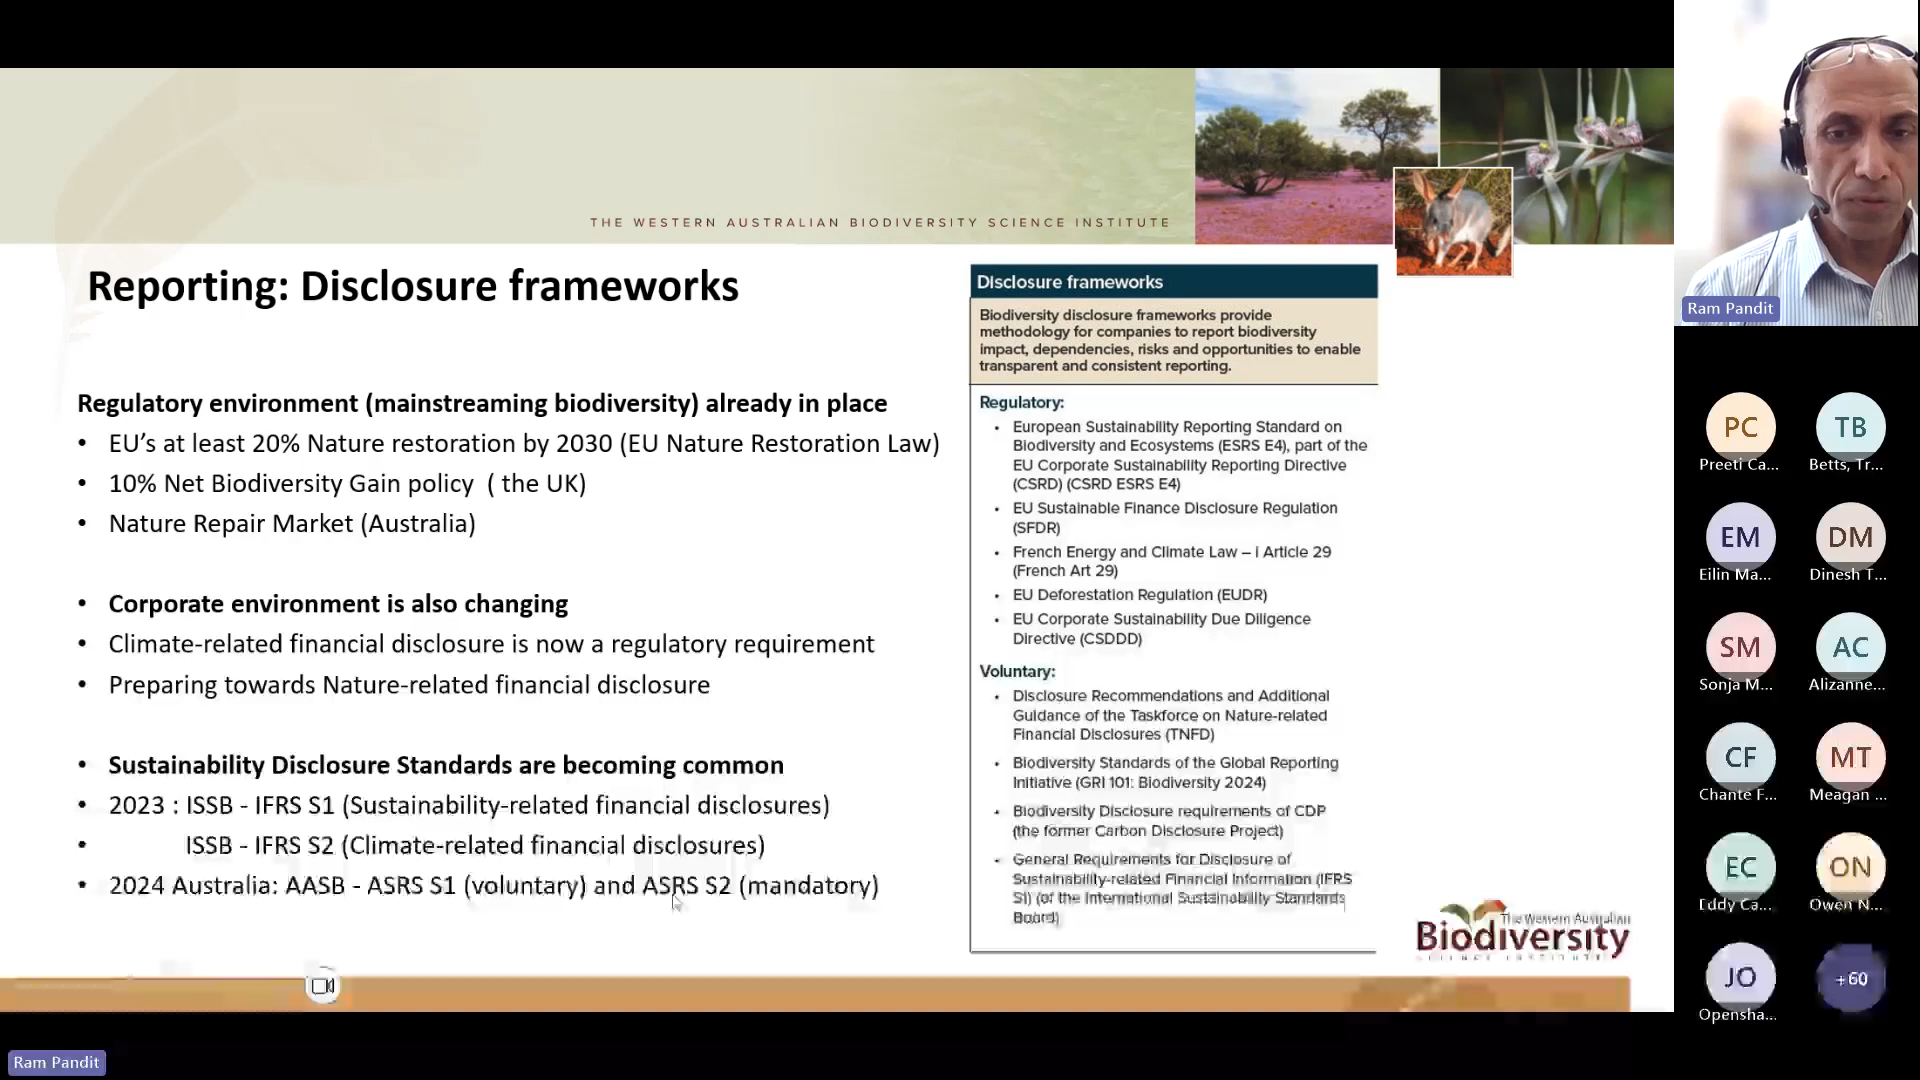 THE WESTERN AUSTRALIAN BIODIVERSITY SCIENCE INSTITUTE
Reporting: Disclosure frameworks
Regulatory environment (mainstreaming biodiversity) already in place
• EU’s at least 20% Nature restoration by 2030 (EU Nature Restoration Law)
• 10% Net Biodiversity Gain policy ( the UK)
• Nature Repair Market (Australia)
• Corporate environment is also changing
• Climate-related financial disclosure is now a regulatory requirement
• Preparing towards Nature-related financial disclosure
• Sustainability Disclosure Standards are becoming common
• 2023 : ISSB - IFRS S1 (Sustainability-related financial disclosures)
• ISSB - IFRS S2 (Climate-related financial disclosures)
• 2024 Australia: AASB - ASRS S1 (voluntary) and ASRS S2 (mandatory)
Disclosure frameworks
Biodiversity disclosure frameworks provide
methodology for companies to report biodiversity
impact, dependencies, risks and opportunities to enable
transparent and consistent reporting.
Regulatory:
• European Sustainability Reporting Standard on
Biodiversity and Ecosystems (ESRS E4), part of the
EU Corporate Sustainability Reporting Directive
(CSRD) (CSRD ESRS E4)
• EU Sustainable Finance Disclosure Regulation
(SFDR)
• French Energy and Climate Law – i Article 29
(French Art 29)
• EU Deforestation Regulation (EUDR)
• EU Corporate Sustainability Due Diligence
Directive (CSDDD)
Voluntary:
• Disclosure Recommendations and Additional
Guidance of the Taskforce on Nature-related
Financial Disclosures (TNFD)
• Biodiversity Standards of the Global Reporting
Initiative (GRI 101: Biodiversity 2024)
• Biodiversity Disclosure requirements of CDP
(the former Carbon Disclosure Project)
• General Requirements for Disclosure of
Sustainability-related Financial Information (IFRS
S1) (of the International Sustainability Standards
Board)
The Western Australian
Biodiversity
SCIENCE INSTITUTE
Ram Pandit
PC
Preeti Ca...
TB
Betts, Tr...
EM
Eilin Ma...
DM
Dinesh T...
SM
Sonja M...
AC
Alizanne...
CF
Chante F...
MT
Meagan ...
EC
Eddy Ca...
ON
Owen N...
JO
Opensha...
+60
Ram Pandit